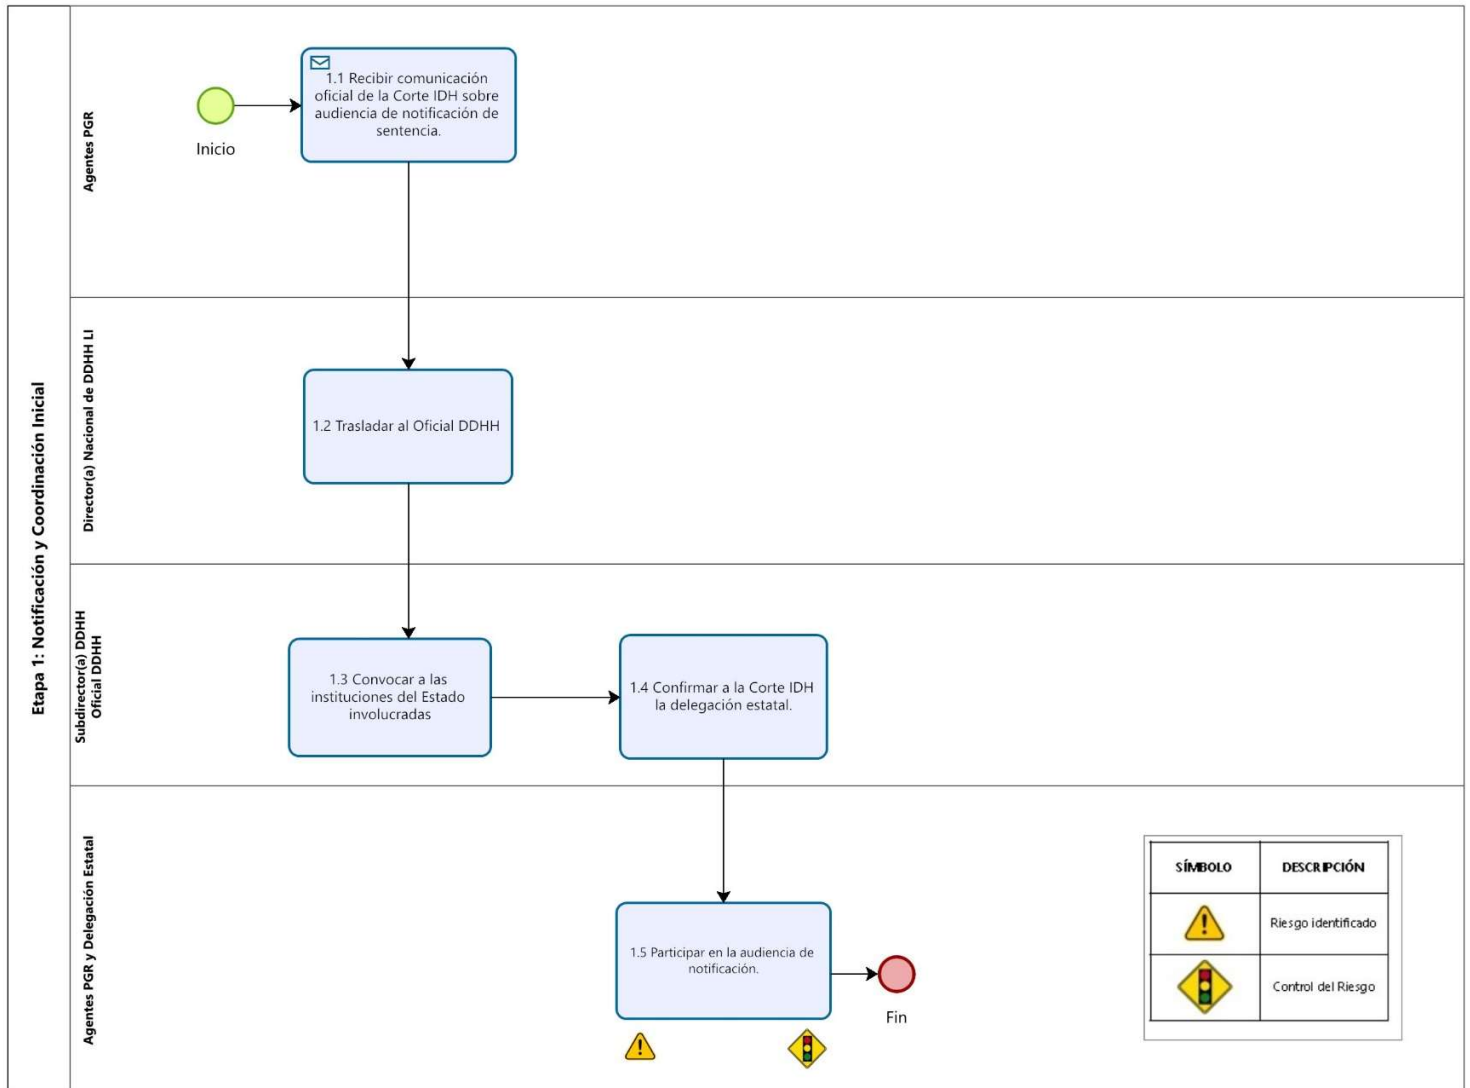 Etapa 1: Notificación y Coordinación Inicial
Agentes PGR
Inicio
1.1 Recibir comunicación
oficial de la Corte IDH sobre
audiencia de notificación de
sentencia.
Director(a) Nacional de DDHH LI
1.2 Trasladar al Oficial DDHH
Subdirector(a) DDHH
Oficial DDHH
1.3 Convocar a las
instituciones del Estado
involucradas
1.4 Confirmar a la Corte IDH
la delegación estatal.
Agentes PGR y Delegación Estatal
1.5 Participar en la audiencia de
notificación.
Fin
SÍMBOLO DESCRIPCIÓN
Riesgo identificado
Control del Riesgo